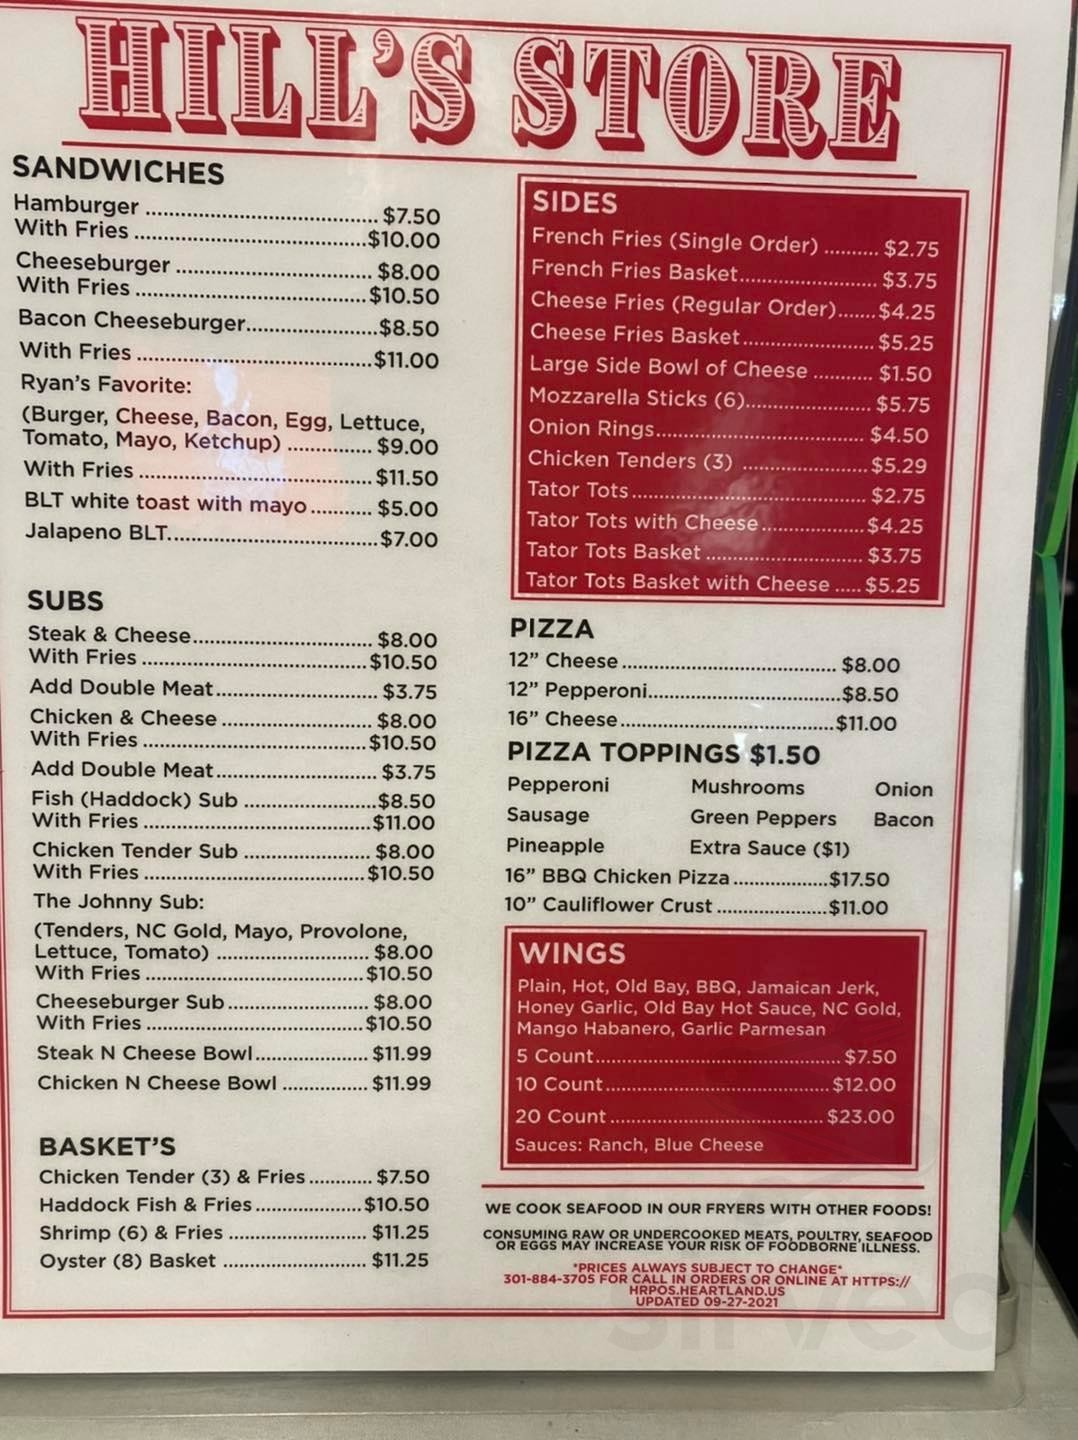 HILL'S STORE
SANDWICHES
Hamburger ........ $7.50
With Fries ........ $10.00
Cheeseburger ........ $8.00
With Fries ........ $10.50
Bacon Cheeseburger........ $8.50
With Fries ........ $11.00
Ryan's Favorite:
(Burger, Cheese, Bacon, Egg, Lettuce,
Tomato, Mayo, Ketchup) ........ $9.00
With Fries ........ $11.50
BLT white toast with mayo ........ $5.00
Jalapeno BLT........ $7.00
SUBS
Steak & Cheese........ $8.00
With Fries ........ $10.50
Add Double Meat........ $3.75
Chicken & Cheese ........ $8.00
With Fries ........ $10.50
Add Double Meat........ $3.75
Fish (Haddock) Sub ........ $8.50
With Fries ........ $11.00
Chicken Tender Sub ........ $8.00
With Fries ........ $10.50
The Johnny Sub:
(Tenders, NC Gold, Mayo, Provolone,
Lettuce, Tomato) ........ $8.00
With Fries ........ $10.50
Cheeseburger Sub........ $8.00
With Fries ........ $10.50
Steak N Cheese Bowl........ $11.99
Chicken N Cheese Bowl ........ $11.99
BASKET'S
Chicken Tender (3) & Fries ........ $7.50
Haddock Fish & Fries ........ $10.50
Shrimp (6) & Fries ........ $11.25
Oyster (8) Basket ........ $11.25
SIDES
French Fries (Single Order) ........ $2.75
French Fries Basket........ $3.75
Cheese Fries (Regular Order)........ $4.25
Cheese Fries Basket........ $5.25
Large Side Bowl of Cheese ........ $1.50
Mozzarella Sticks (6)........ $5.75
Onion Rings........ $4.50
Chicken Tenders (3) ........ $5.29
Tator Tots........ $2.75
Tator Tots with Cheese........ $4.25
Tator Tots Basket ........ $3.75
Tator Tots Basket with Cheese ..... $5.25
PIZZA
12" Cheese ........ $8.00
12" Pepperoni........ $8.50
16" Cheese........ $11.00
PIZZA TOPPINGS $1.50
Pepperoni Mushrooms Onion
Sausage Green Peppers Bacon
Pineapple Extra Sauce ($1)
16" BBQ Chicken Pizza ........ $17.50
10" Cauliflower Crust ........ $11.00
WINGS
Plain, Hot, Old Bay, BBQ, Jamaican Jerk,
Honey Garlic, Old Bay Hot Sauce, NC Gold,
Mango Habanero, Garlic Parmesan
5 Count........ $7.50
10 Count........ $12.00
20 Count ........ $23.00
Sauces: Ranch, Blue Cheese
WE COOK SEAFOOD IN OUR FRYERS WITH OTHER FOODS!
CONSUMING RAW OR UNDERCOOKED MEATS, POULTRY, SEAFOOD
OR EGGS MAY INCREASE YOUR RISK OF FOODBORNE ILLNESS.
*PRICES ALWAYS SUBJECT TO CHANGE*
301-884-3705 FOR CALL IN ORDERS OR ONLINE AT HTTPS://
HRPOS.HEARTLAND.US
UPDATED 09-27-2021
sirved